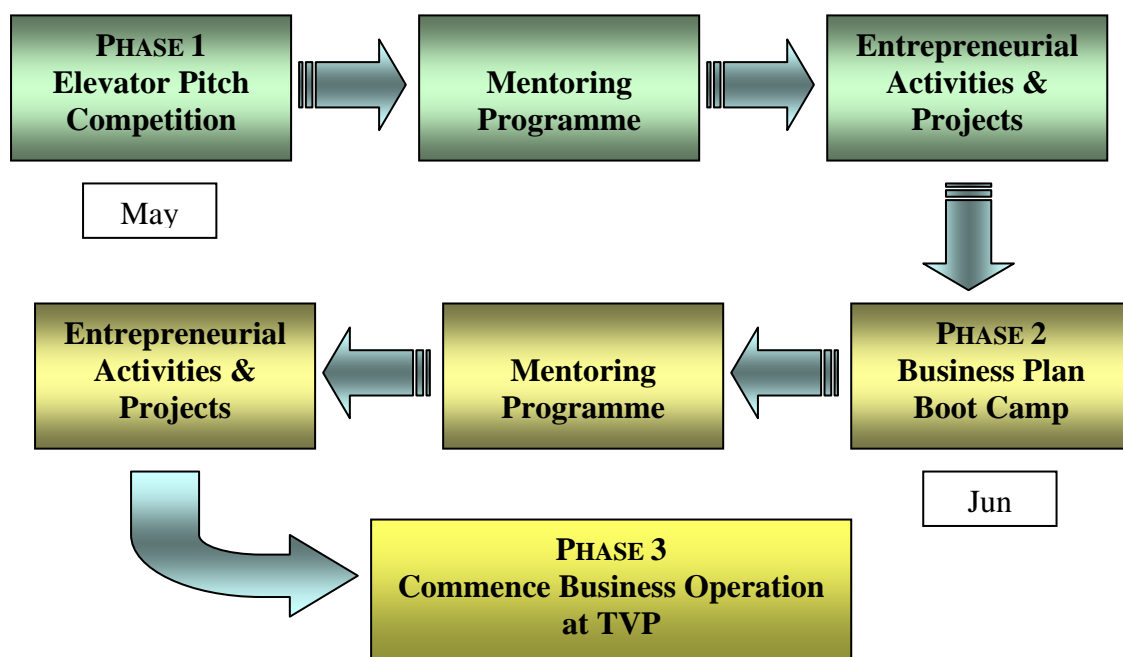 PHASE 1
Elevator Pitch
Competition
Mentoring
Programme
Entrepreneurial
Activities &
Projects
May
Entrepreneurial
Activities &
Projects
Mentoring
Programme
PHASE 2
Business Plan
Boot Camp
Jun
PHASE 3
Commence Business Operation
at TVP